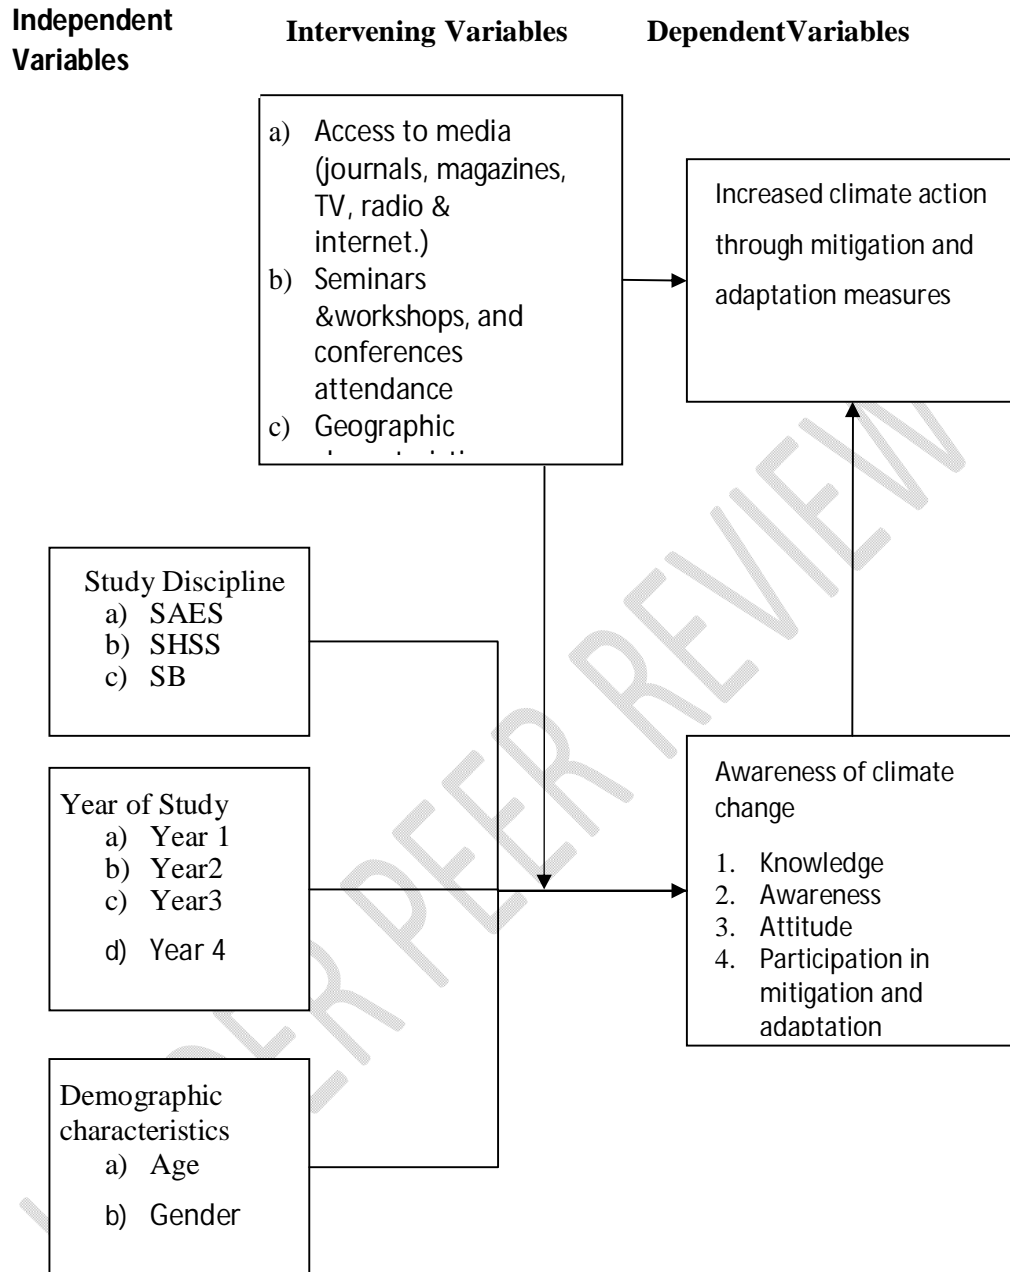 Independent
Variables
Intervening Variables
DependentVariables
a) Access to media
(journals, magazines,
TV, radio &
internet.)
b) Seminars
&workshops, and
conferences
attendance
c) Geographic
Increased climate action
through mitigation and
adaptation measures
Study Discipline
a) SAES
b) SHSS
c) SB
Year of Study
a) Year 1
b) Year2
c) Year3
d) Year 4
Awareness of climate
change
1. Knowledge
2. Awareness
3. Attitude
4. Participation in
mitigation and
adaptation
Demographic
characteristics
a) Age
b) Gender
PEER REVIEW